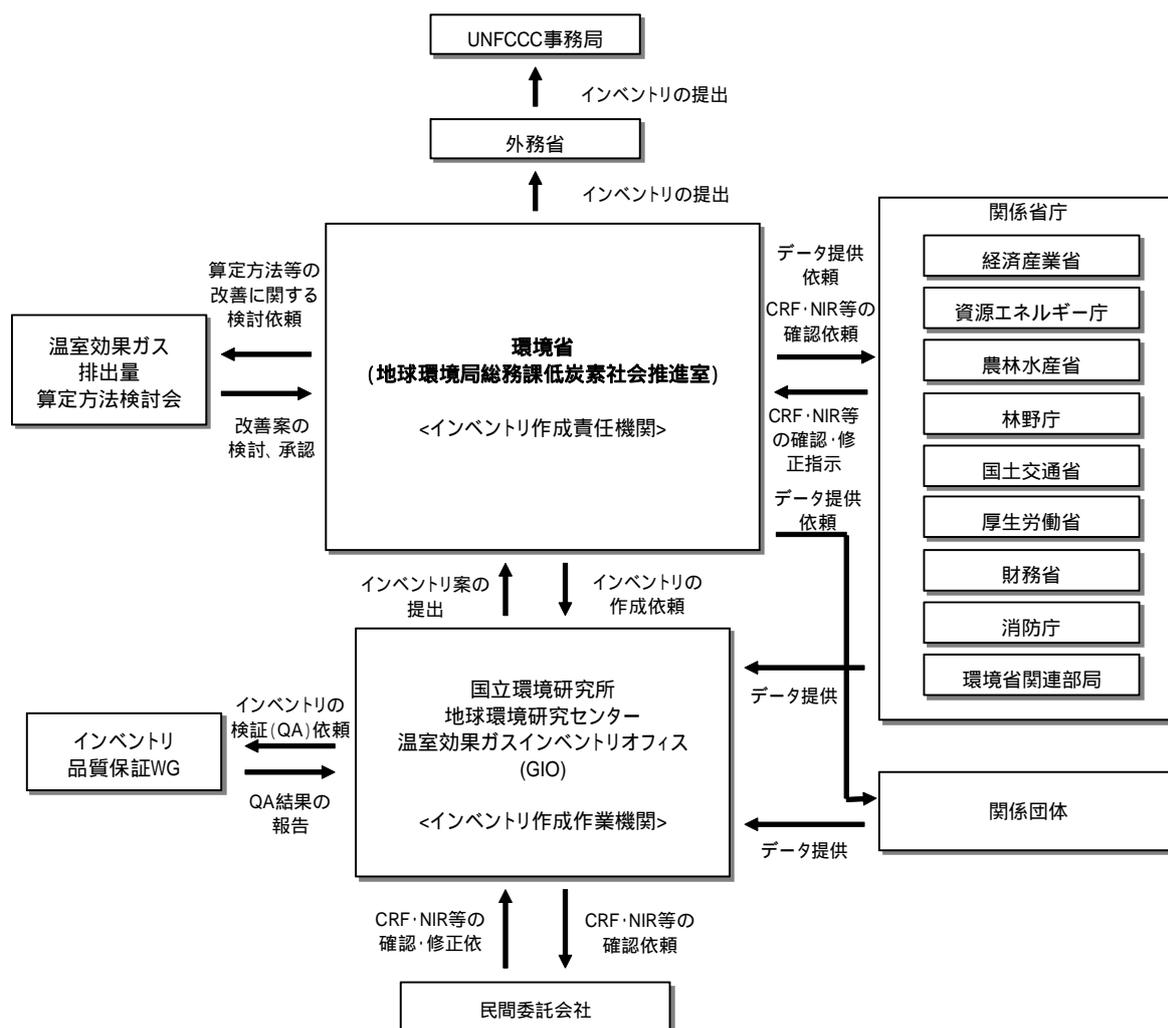 UNFCCC事務局
インベントリの提出
外務省
インベントリの提出
算定方法等の
改善に関する
検討依頼
温室効果ガス
排出量
算定方法検討会
改善案の
検討、承認
環境省
(地球環境局総務課低炭素社会推進室)
<インベントリ作成責任機関>
データ提供
依頼
CRF・NIR等の
確認依頼
CRF・NIR等
の確認・修
正指示
データ提供
依頼
関係省庁
経済産業省
資源エネルギー庁
農林水産省
林野庁
国土交通省
厚生労働省
財務省
消防庁
環境省関連部局
インベントリ案の
提出
インベントリの
作成依頼
国立環境研究所
地球環境研究センター
温室効果ガスインベントリオフィス
(GIO)
<インベントリ作成作業機関>
データ提供
インベントリの
検証(QA)依頼
インベントリ
品質保証WG
QA結果の
報告
関係団体
データ提供
CRF・NIR等の
確認・修正依
CRF・NIR等の
確認依頼
民間委託会社